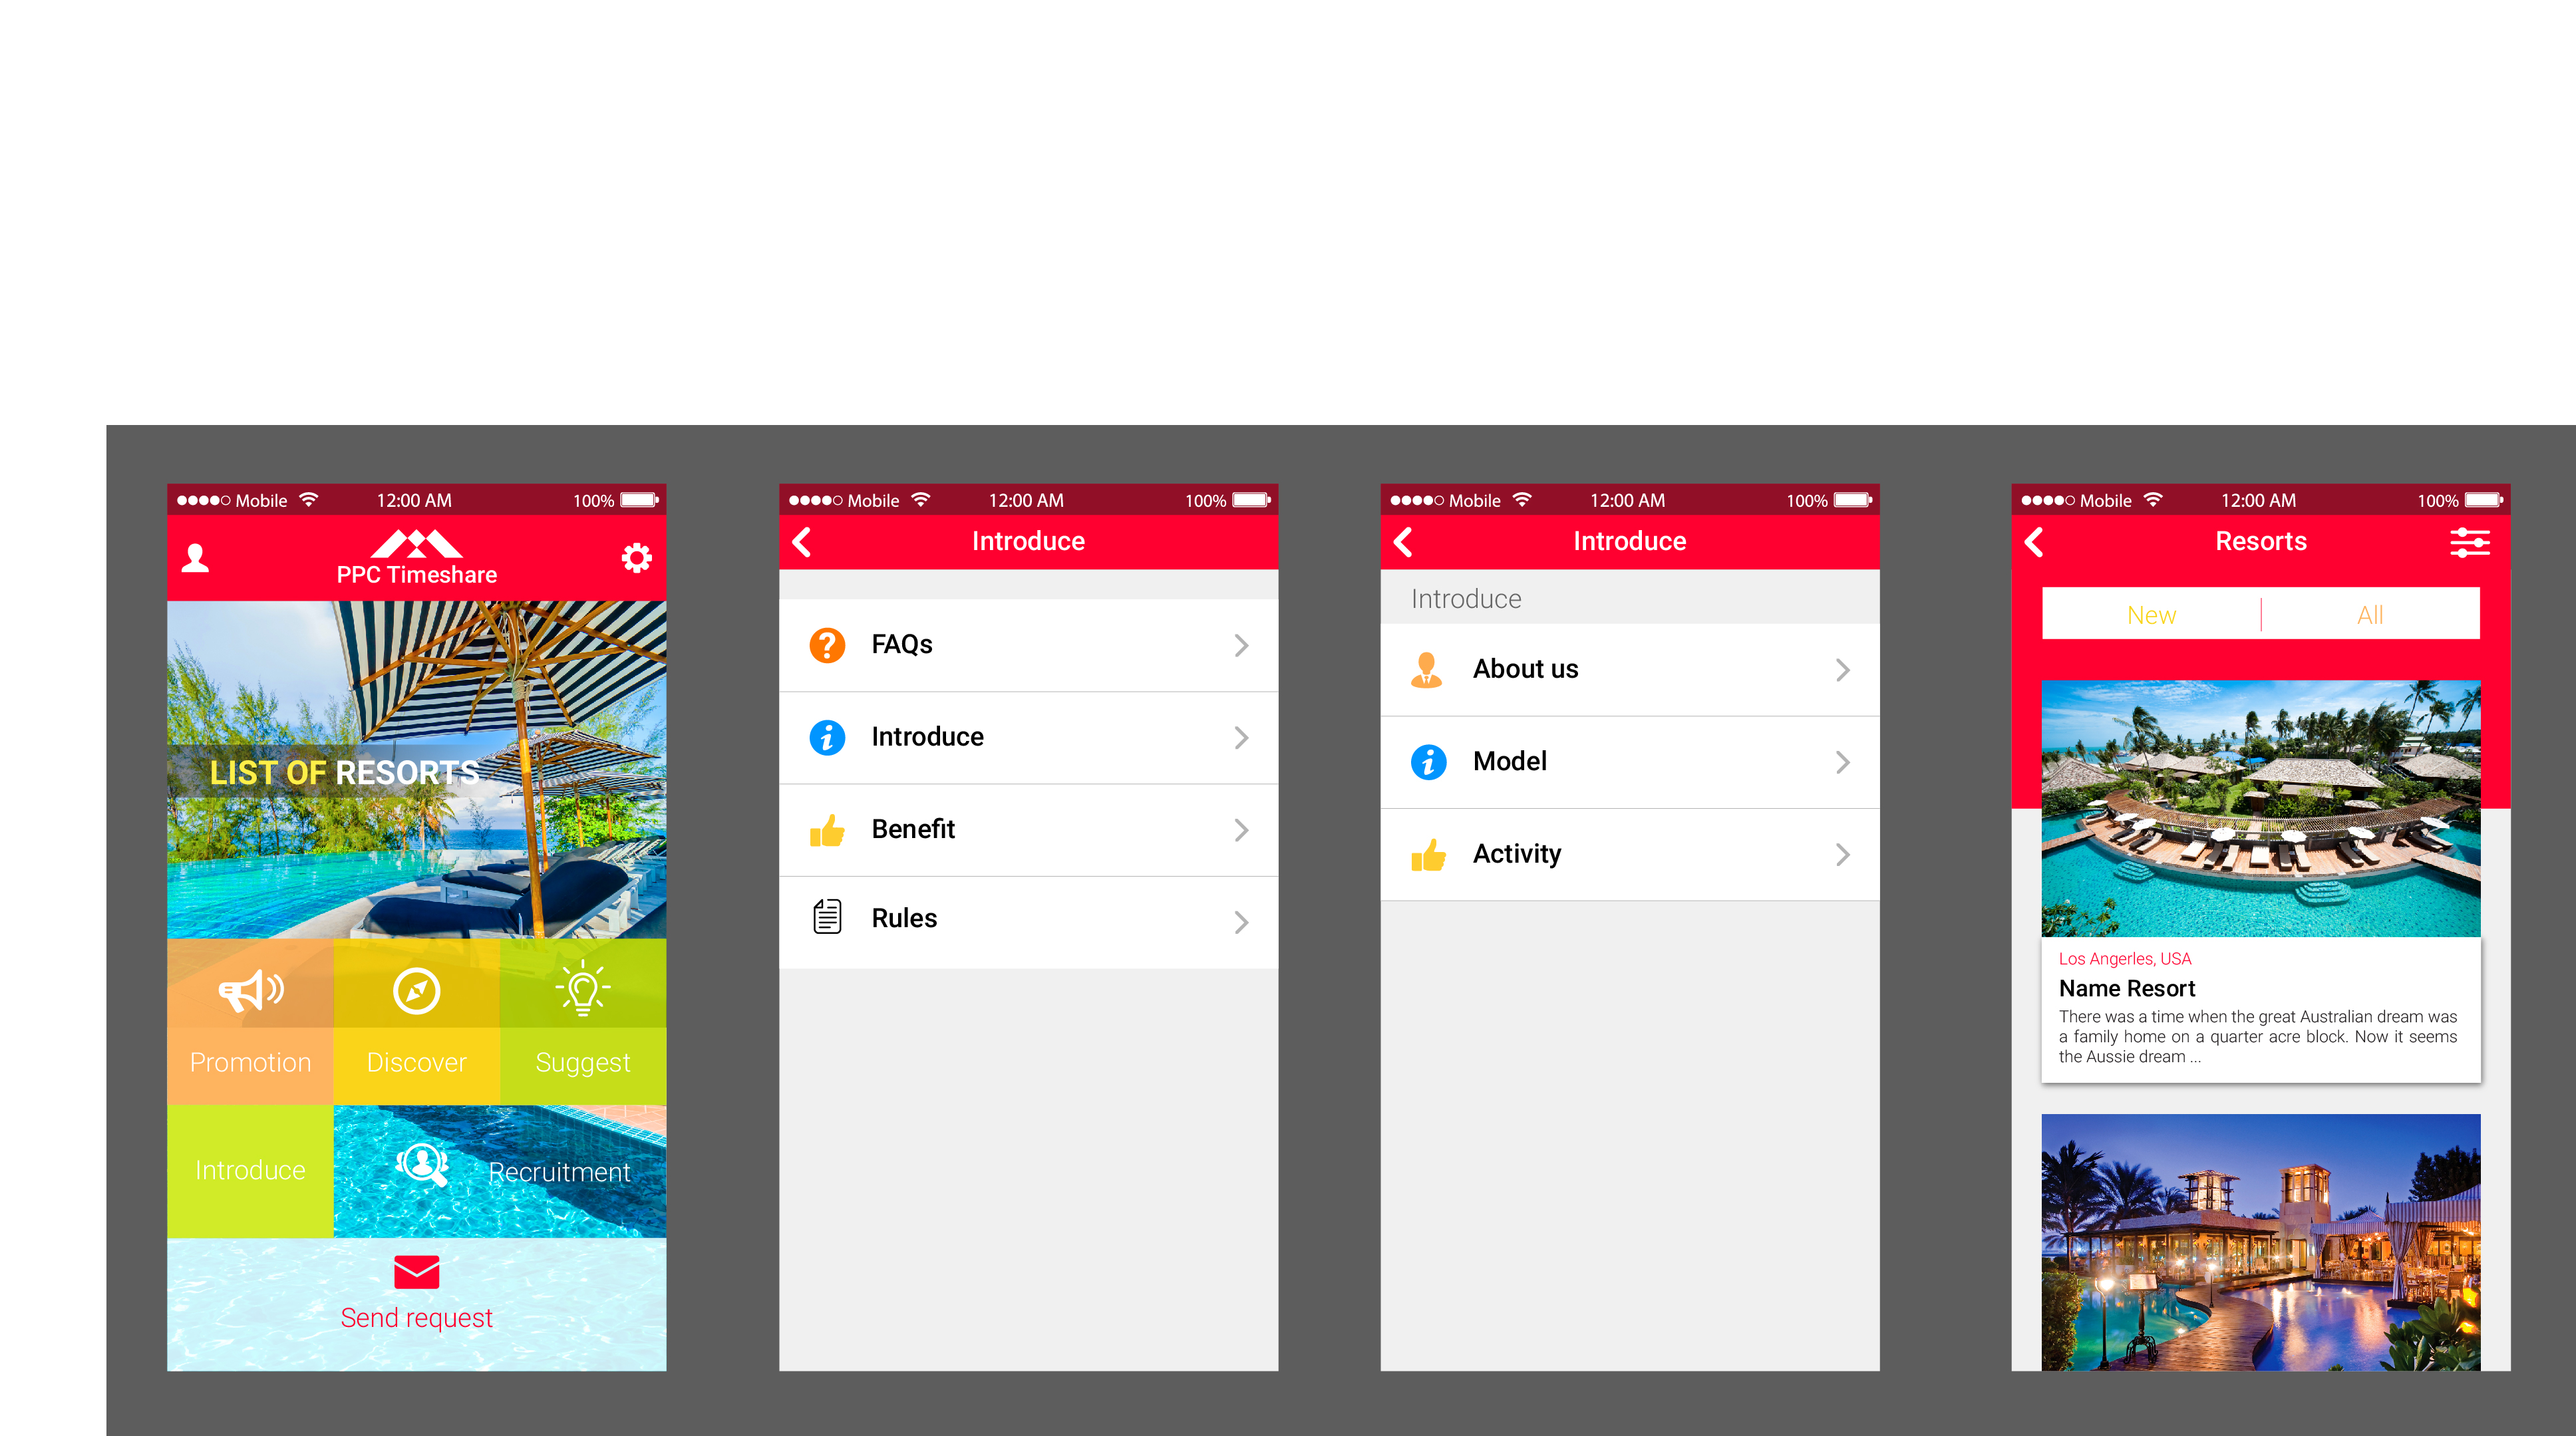 Mobile 12:00 AM 100%
PPC Timeshare
LIST OF RESORTS
Promotion Discover Suggest
Introduce Recruitment
Send request
Mobile 12:00 AM 100%
Introduce
FAQs
Introduce
Benefit
Rules
Mobile 12:00 AM 100%
Introduce
Introduce
About us
Model
Activity
Mobile 12:00 AM 100%
Resorts
New All
Los Angerles, USA
Name Resort
There was a time when the great Australian dream was
a family home on a quarter acre block. Now it seems
the Aussie dream ...